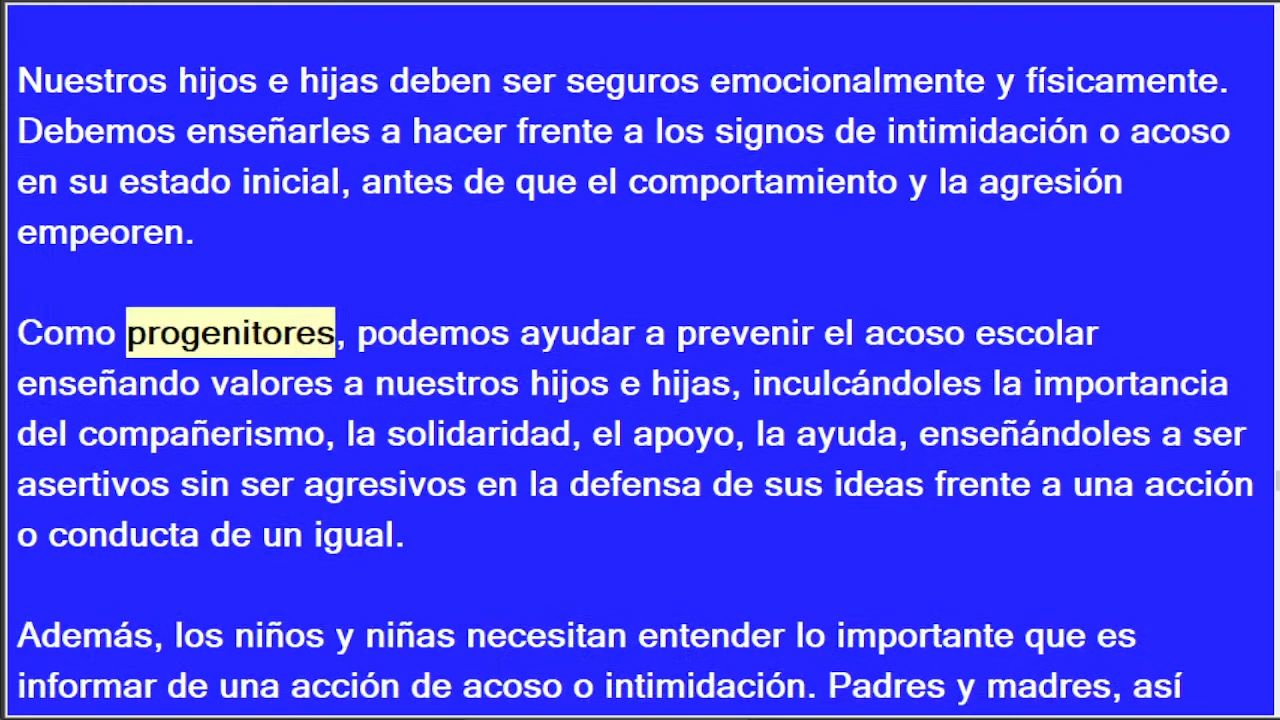 Nuestros hijos e hijas deben ser seguros emocionalmente y físicamente.
Debemos enseñarles a hacer frente a los signos de intimidación o acoso
en su estado inicial, antes de que el comportamiento y la agresión
empeoren.
Como progenitores, podemos ayudar a prevenir el acoso escolar
enseñando valores a nuestros hijos e hijas, inculcándoles la importancia
del compañerismo, la solidaridad, el apoyo, la ayuda, enseñándoles a ser
asertivos sin ser agresivos en la defensa de sus ideas frente a una acción
o conducta de un igual.
Además, los niños y niñas necesitan entender lo importante que es
informar de una acción de acoso o intimidación. Padres y madres, así